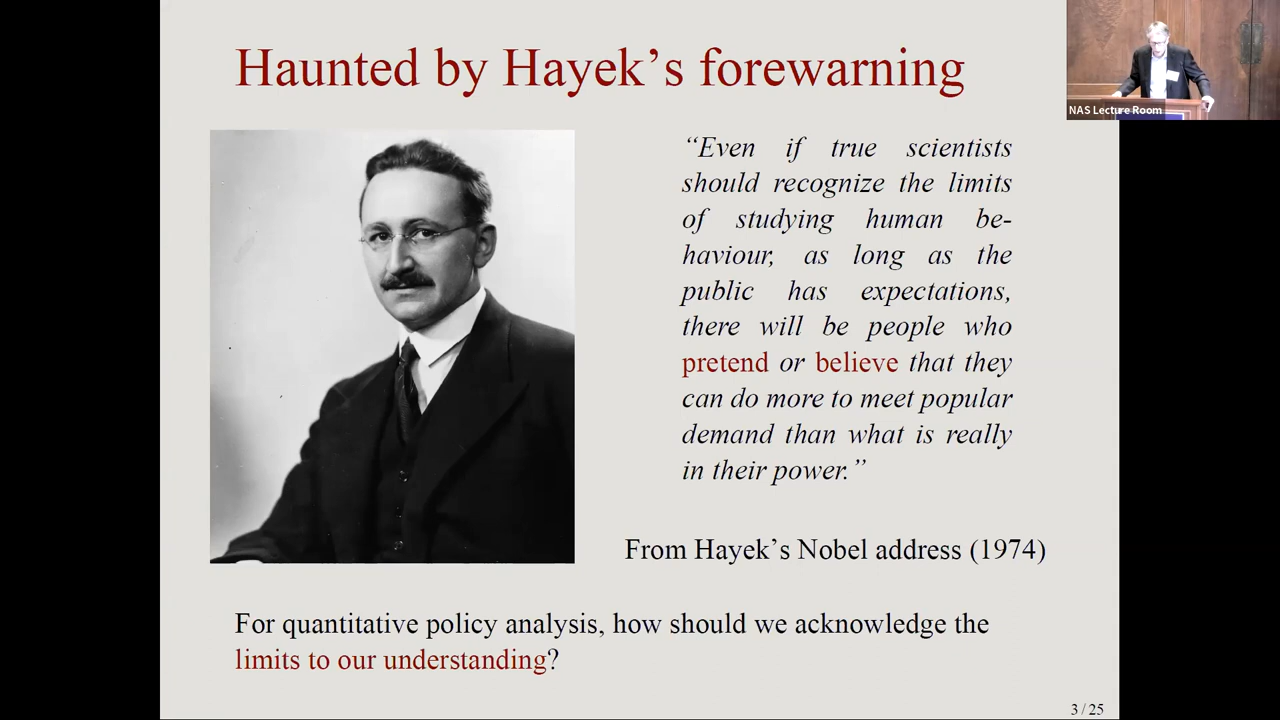 Haunted by Hayek’s forewarning
“Even if true scientists
should recognize the limits
of studying human be-
haviour, as long as the
public has expectations,
there will be people who
pretend or believe that they
can do more to meet popular
demand than what is really
in their power.”
From Hayek’s Nobel address (1974)
For quantitative policy analysis, how should we acknowledge the
limits to our understanding?
3 / 25
NAS Lecture Room